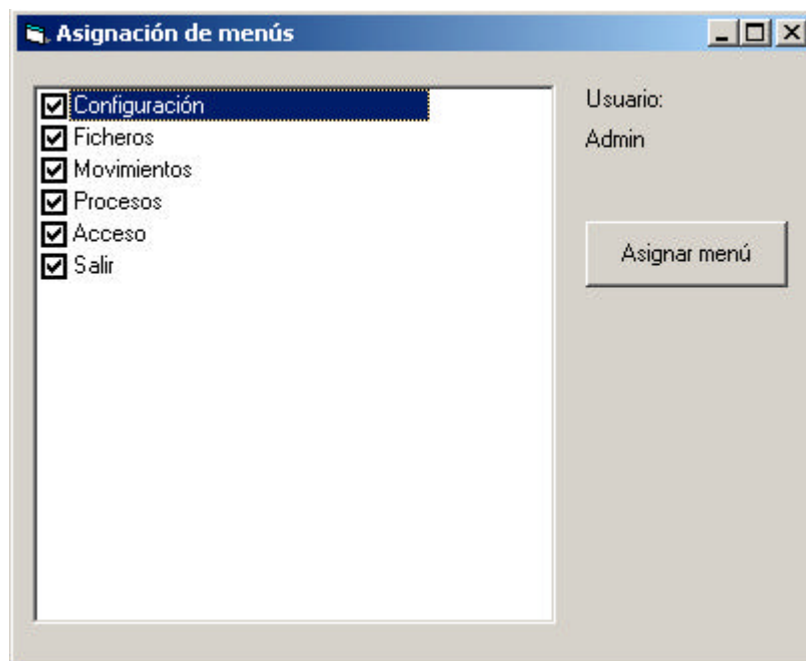 Asignación de menús
Configuración
Ficheros
Movimientos
Procesos
Acceso
Salir
Usuario:
Admin
Asignar menú